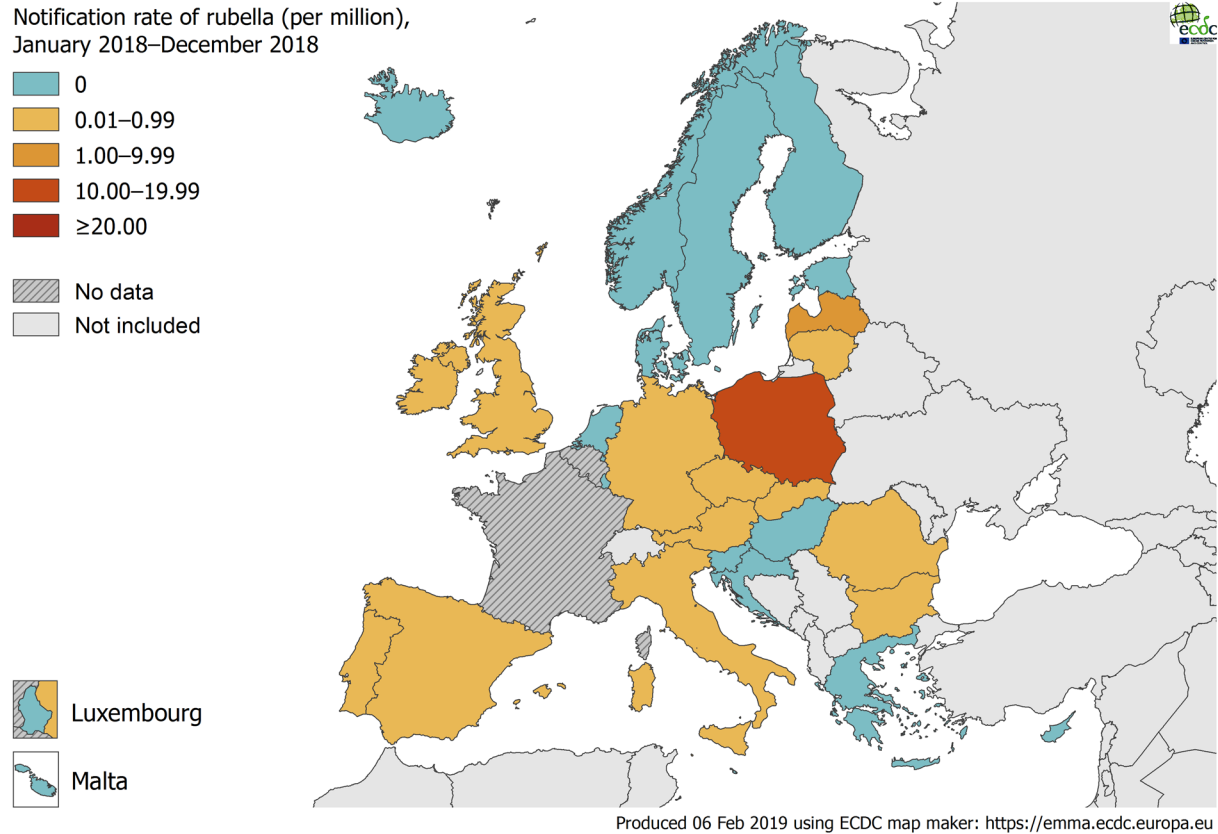 Notification rate of rubella (per million),
January 2018–December 2018
ecdc
0
0.01–0.99
1.00–9.99
10.00–19.99
≥20.00
No data
Not included
Luxembourg
Malta
Produced 06 Feb 2019 using ECDC map maker: https://emma.ecdc.europa.eu